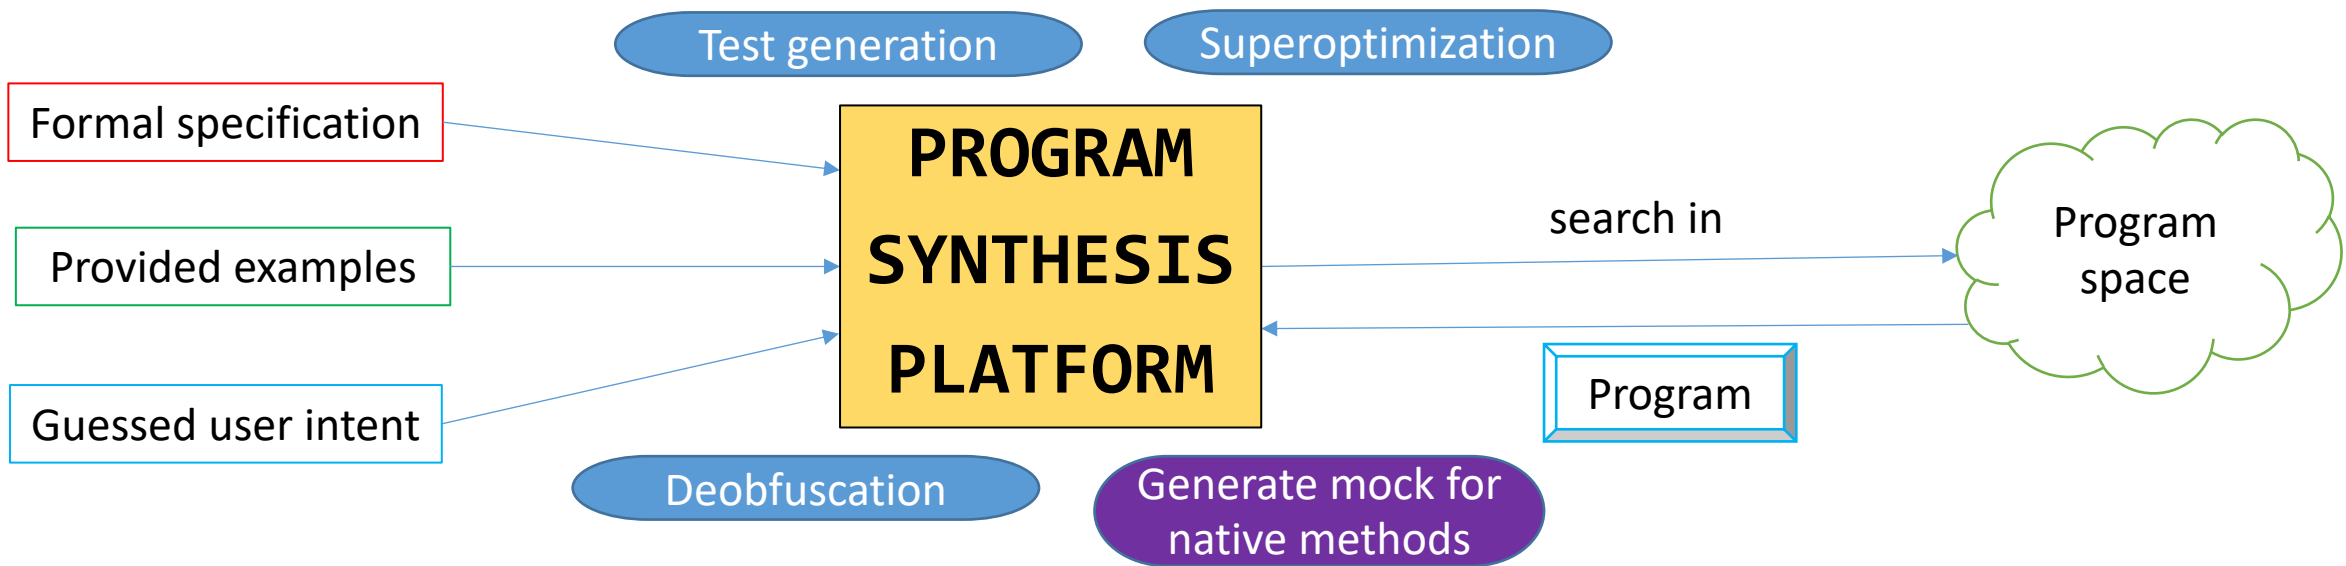 Test generation
Superoptimization
Formal specification
Provided examples
Guessed user intent
PROGRAM
SYNTHESIS
PLATFORM
search in
Program
space
Program
Deobfuscation
Generate mock for
native methods